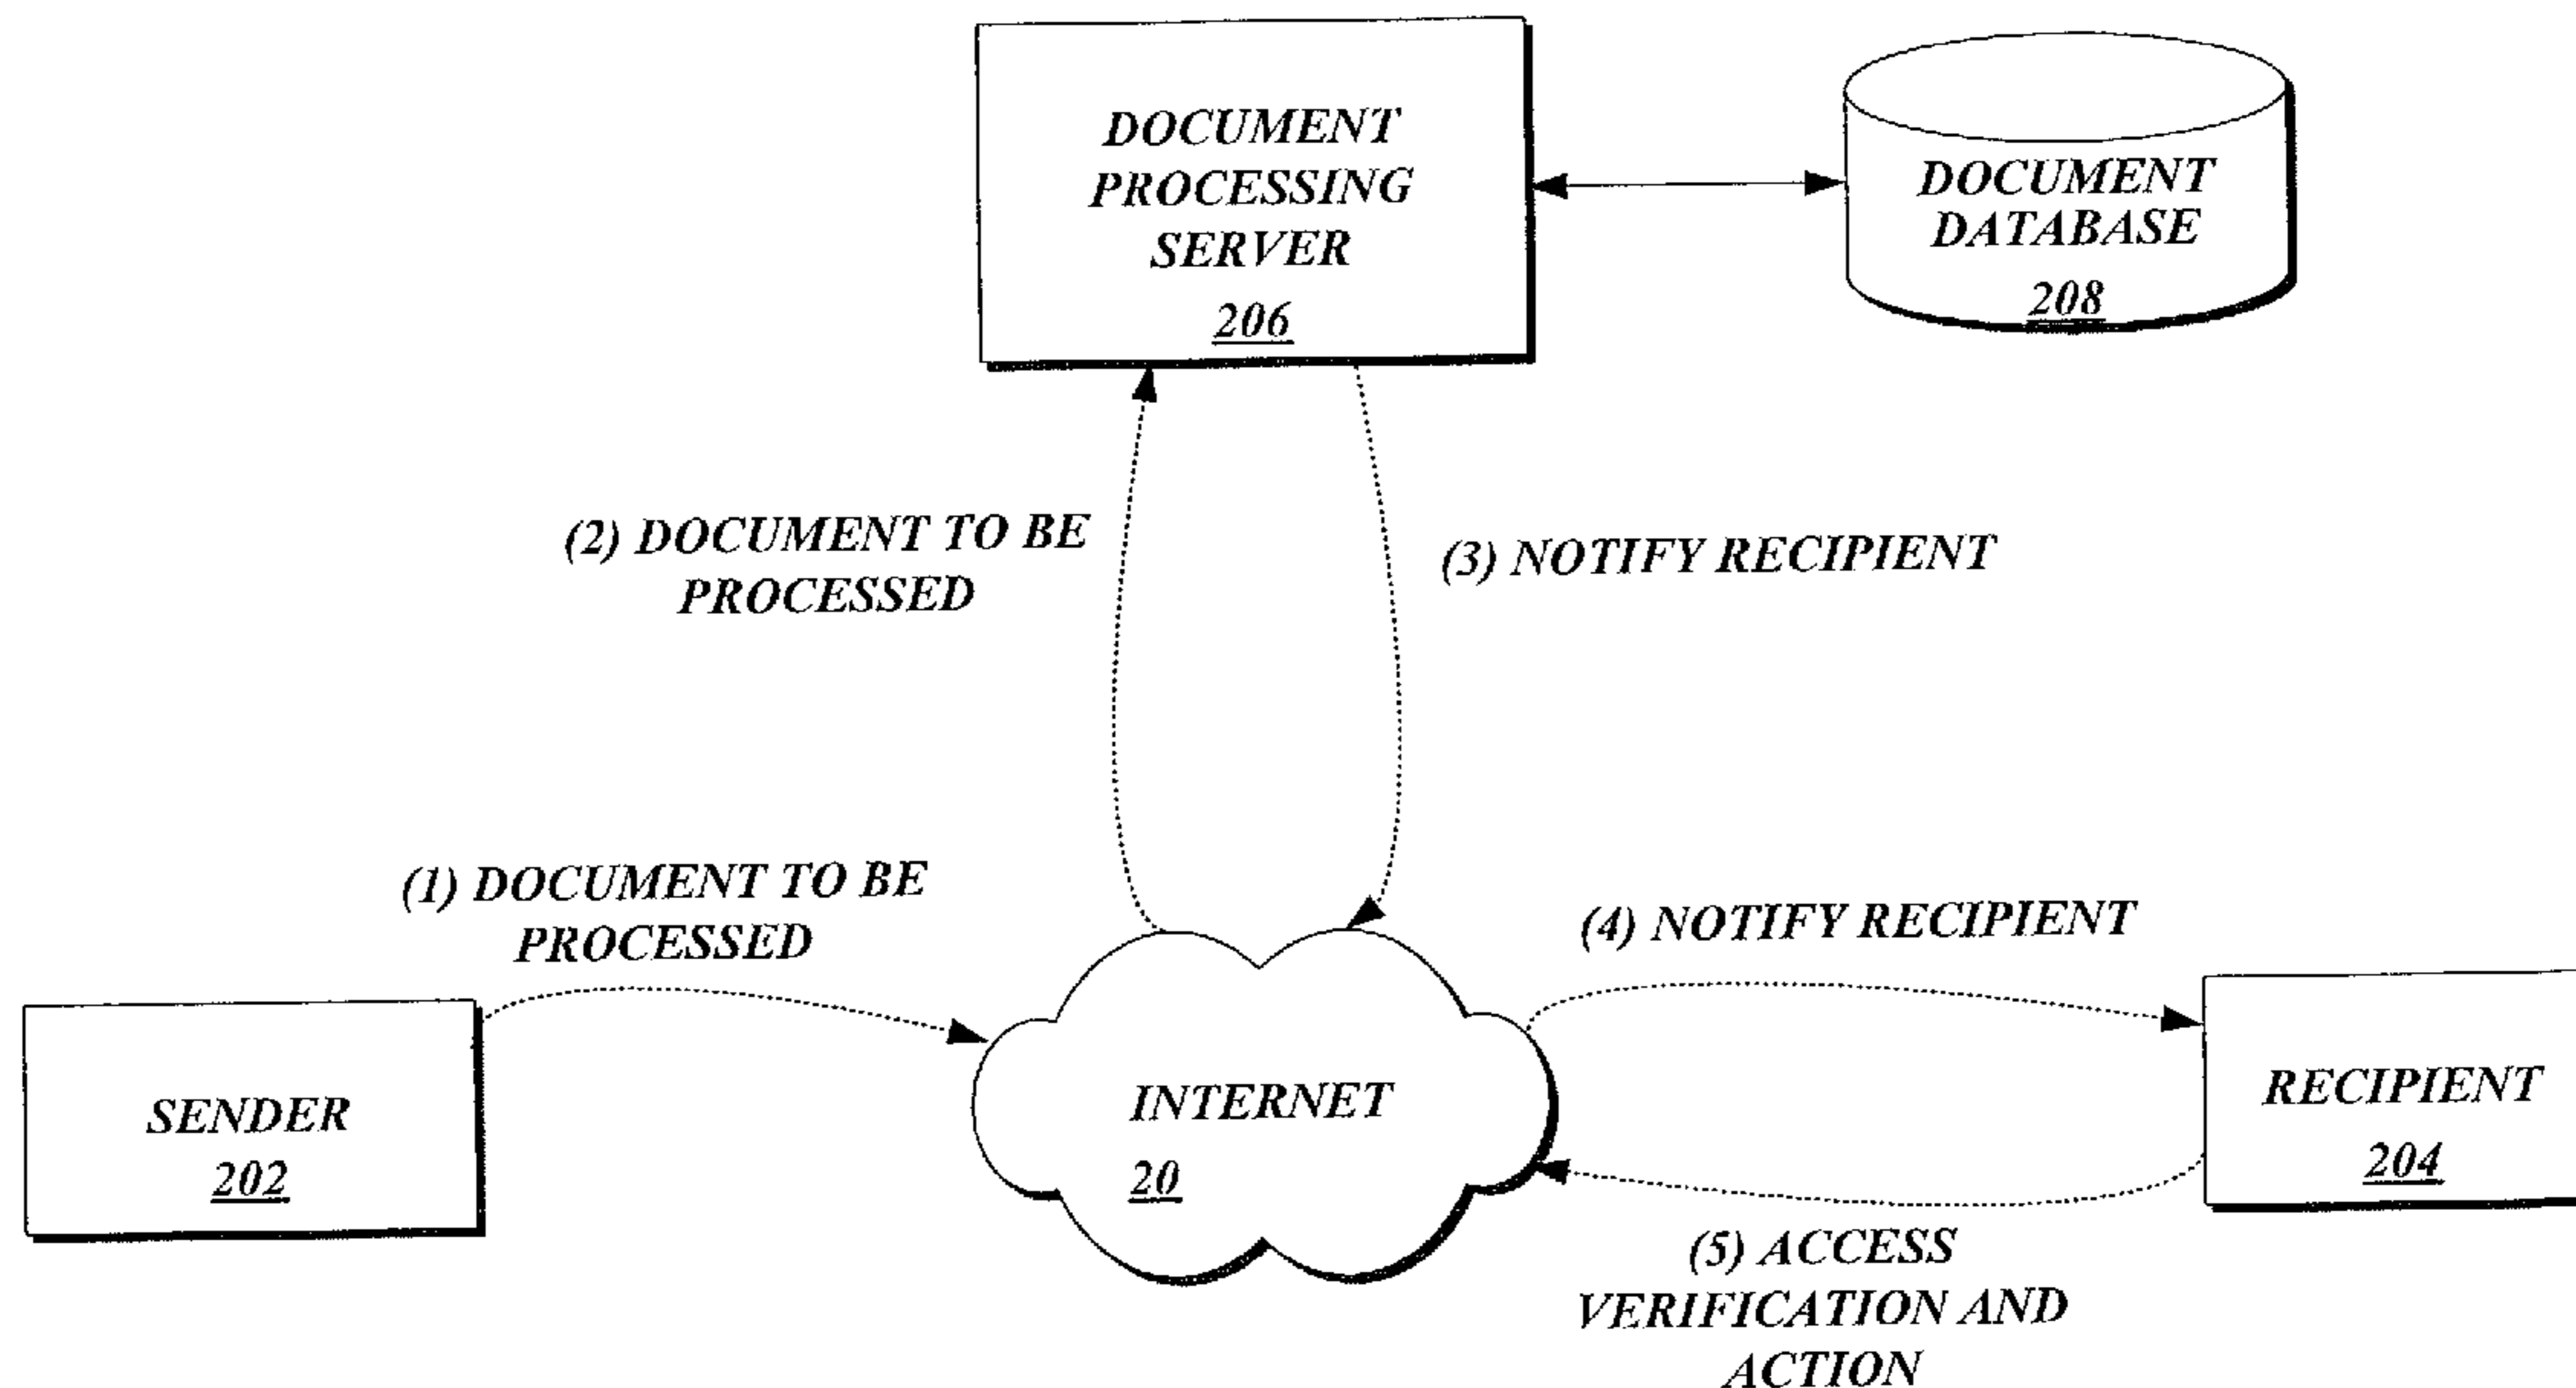 DOCUMENT
PROCESSING
SERVER
206
DOCUMENT
DATABASE
208
(2) DOCUMENT TO BE
PROCESSED
(3) NOTIFY RECIPIENT
(1) DOCUMENT TO BE
PROCESSED
(4) NOTIFY RECIPIENT
SENDER
202
INTERNET
20
RECIPIENT
204
(5) ACCESS
VERIFICATION AND
ACTION